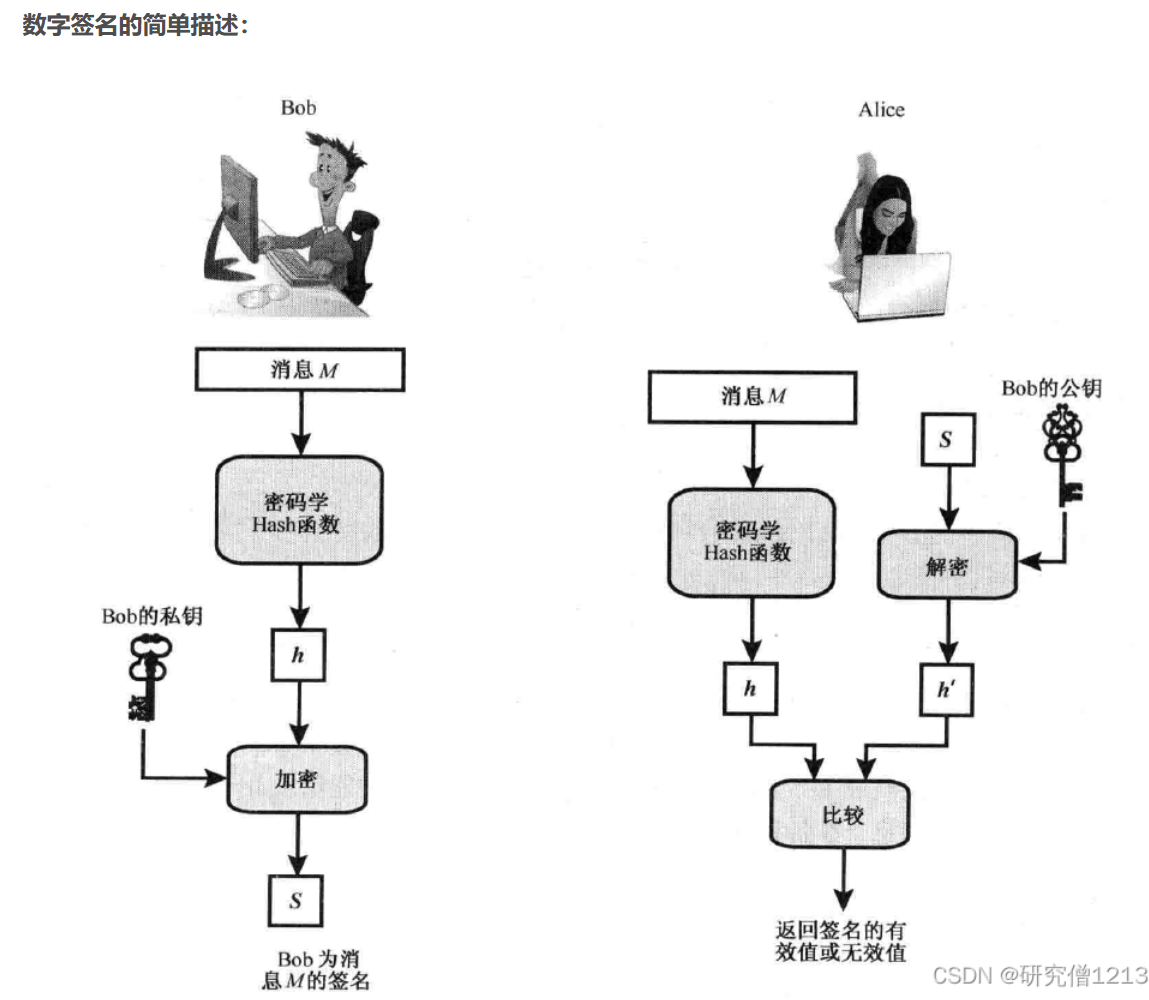 数字签名的简单描述：
Bob
消息 M
密码学
Hash函数
Bob的私钥
h
加密
S
Bob 为消
息M的签名
Alice
消息 M
Bob的公钥
S
密码学
Hash函数
解密
h
h'
比较
返回签名的有
效值或无效值
CSDN @研究僧1213